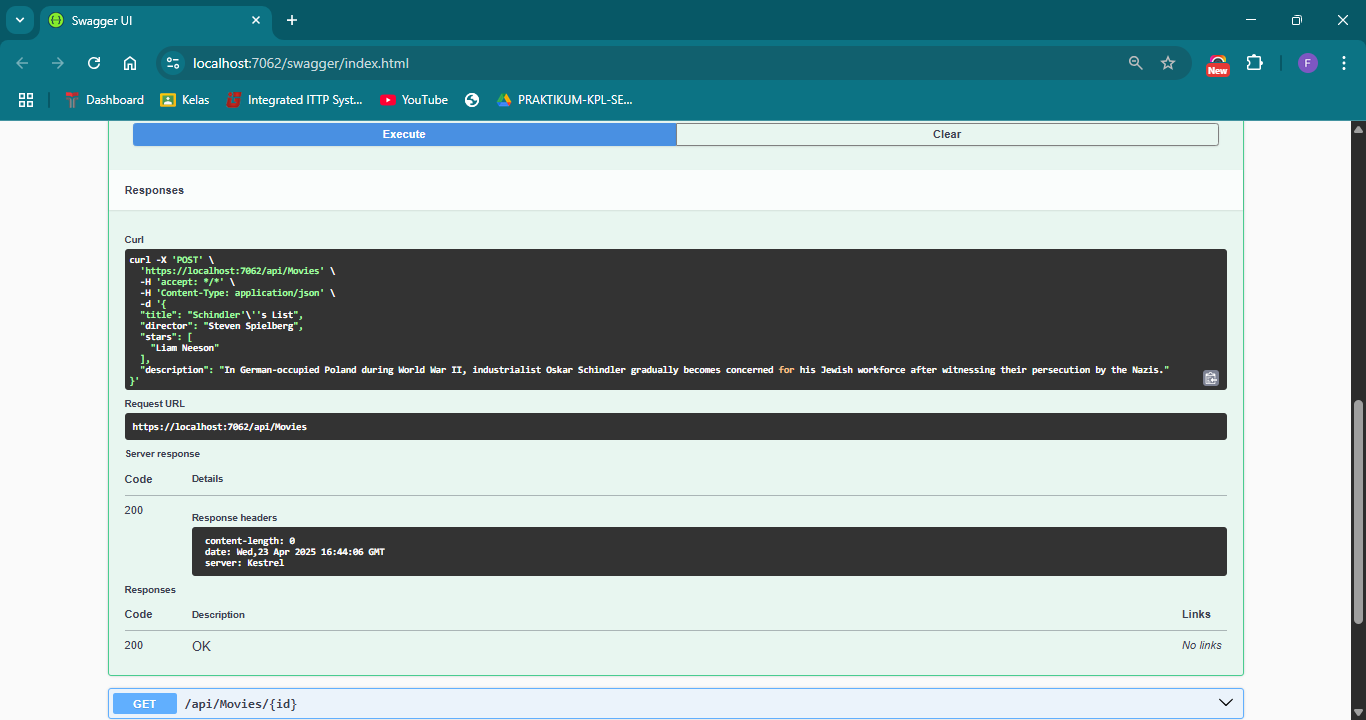 Swagger UI
localhost:7062/swagger/index.html
New
F
Dashboard
Kelas
Integrated ITTP Syst...
YouTube
PRAKTIKUM-KPL-SE...
Execute
Clear
Responses
Curl
curl -X 'POST' \
'https://localhost:7062/api/Movies' \
-H 'accept: */*' \
-H 'Content-Type: application/json' \
-d '{
"title": "Schindler'\''s List",
"director": "Steven Spielberg",
"stars": [
"Liam Neeson"
],
"description": "In German-occupied Poland during World War II, industrialist Oskar Schindler gradually becomes concerned for his Jewish workforce after witnessing their persecution by the Nazis."
}'
Request URL
https://localhost:7062/api/Movies
Server response
Code Details
200
Response headers
content-length: 0
date: Wed,23 Apr 2025 16:44:06 GMT
server: Kestrel
Responses
Code Description Links
200 OK No links
GET /api/Movies/{id}